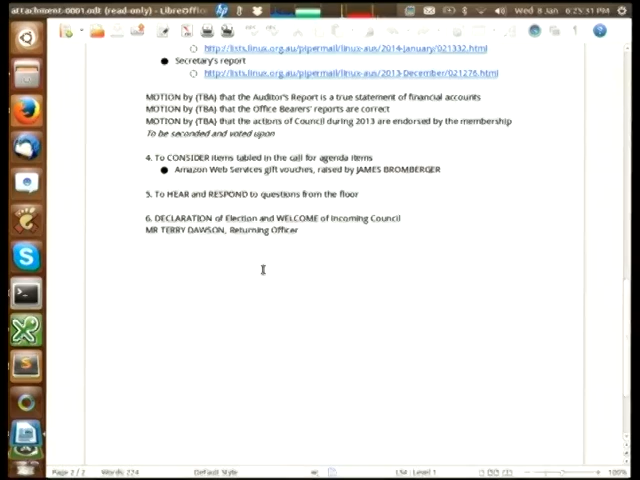 attachment-0001.odt (read-only) - LibreOffice
Wed 8 Jan 6:25:31 PM
http://lists.linux.org.au/pipermail/linux-aus/2014-January/021332.html
Secretary's report
http://lists.linux.org.au/pipermail/linux-aus/2013-December/021276.html
MOTION by (TBA) that the Auditor's Report is a true statement of financial accounts
MOTION by (TBA) that the Office Bearers' reports are correct
MOTION by (TBA) that the actions of Council during 2013 are endorsed by the membership
To be seconded and voted upon
4. To CONSIDER items tabled in the call for agenda items
Amazon Web Services gift vouchers, raised by JAMES BROMBERGER
5. To HEAR and RESPOND to questions from the floor
6. DECLARATION of Election and WELCOME of Incoming Council
MR TERRY DAWSON, Returning Officer
Page 2 / 2 Words: 224 Default Style Level 1 100%